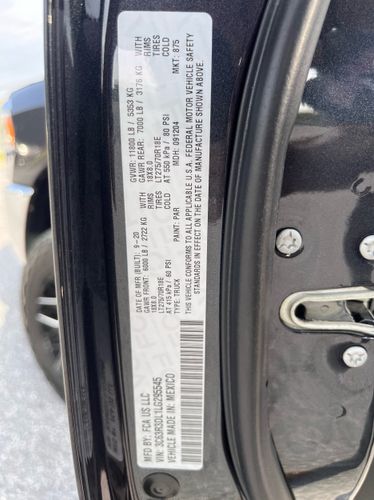 MFD BY: FCA US LLC
DATE OF MFR (BUILT): 9-20
GVWR: 11800 LB / 5353 KG
GAWR FRONT: 6000 LB / 2722 KG WITH
18X8.0 RIMS
LT275/70R18E TIRES
AT 415 kPa / 60 PSI COLD
GAWR REAR: 7000 LB / 3176 KG WITH
18X8.0 RIMS
LT275/70R18E TIRES
AT 550 kPa / 80 PSI COLD
VIN: 3C63R3DL1LG295545
TYPE: TRUCK
PAINT: PAR
MDH: 091204
MKT: 875
VEHICLE MADE IN: MEXICO
THIS VEHICLE CONFORMS TO ALL APPLICABLE U.S.A. FEDERAL MOTOR VEHICLE SAFETY
STANDARDS IN EFFECT ON THE DATE OF MANUFACTURE SHOWN ABOVE.